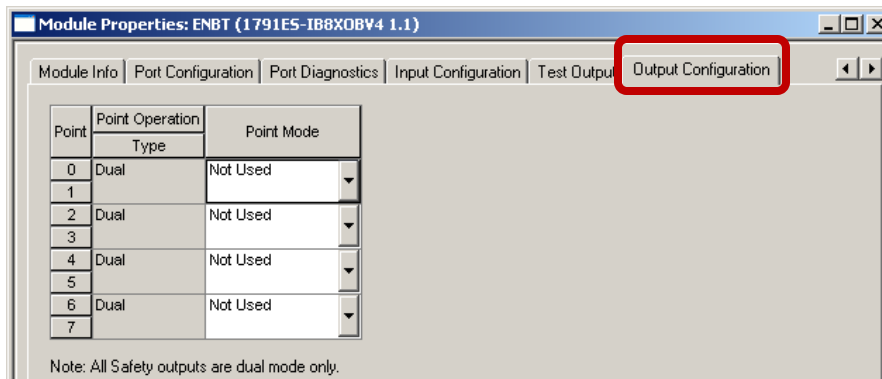 Module Properties: ENBT (1791ES-IB8XOBV4 1.1)
Module Info Port Configuration Port Diagnostics Input Configuration Test Output Output Configuration
Point Point Operation Point Mode
Type
0 Dual Not Used
1
2 Dual Not Used
3
4 Dual Not Used
5
6 Dual Not Used
7
Note: All Safety outputs are dual mode only.